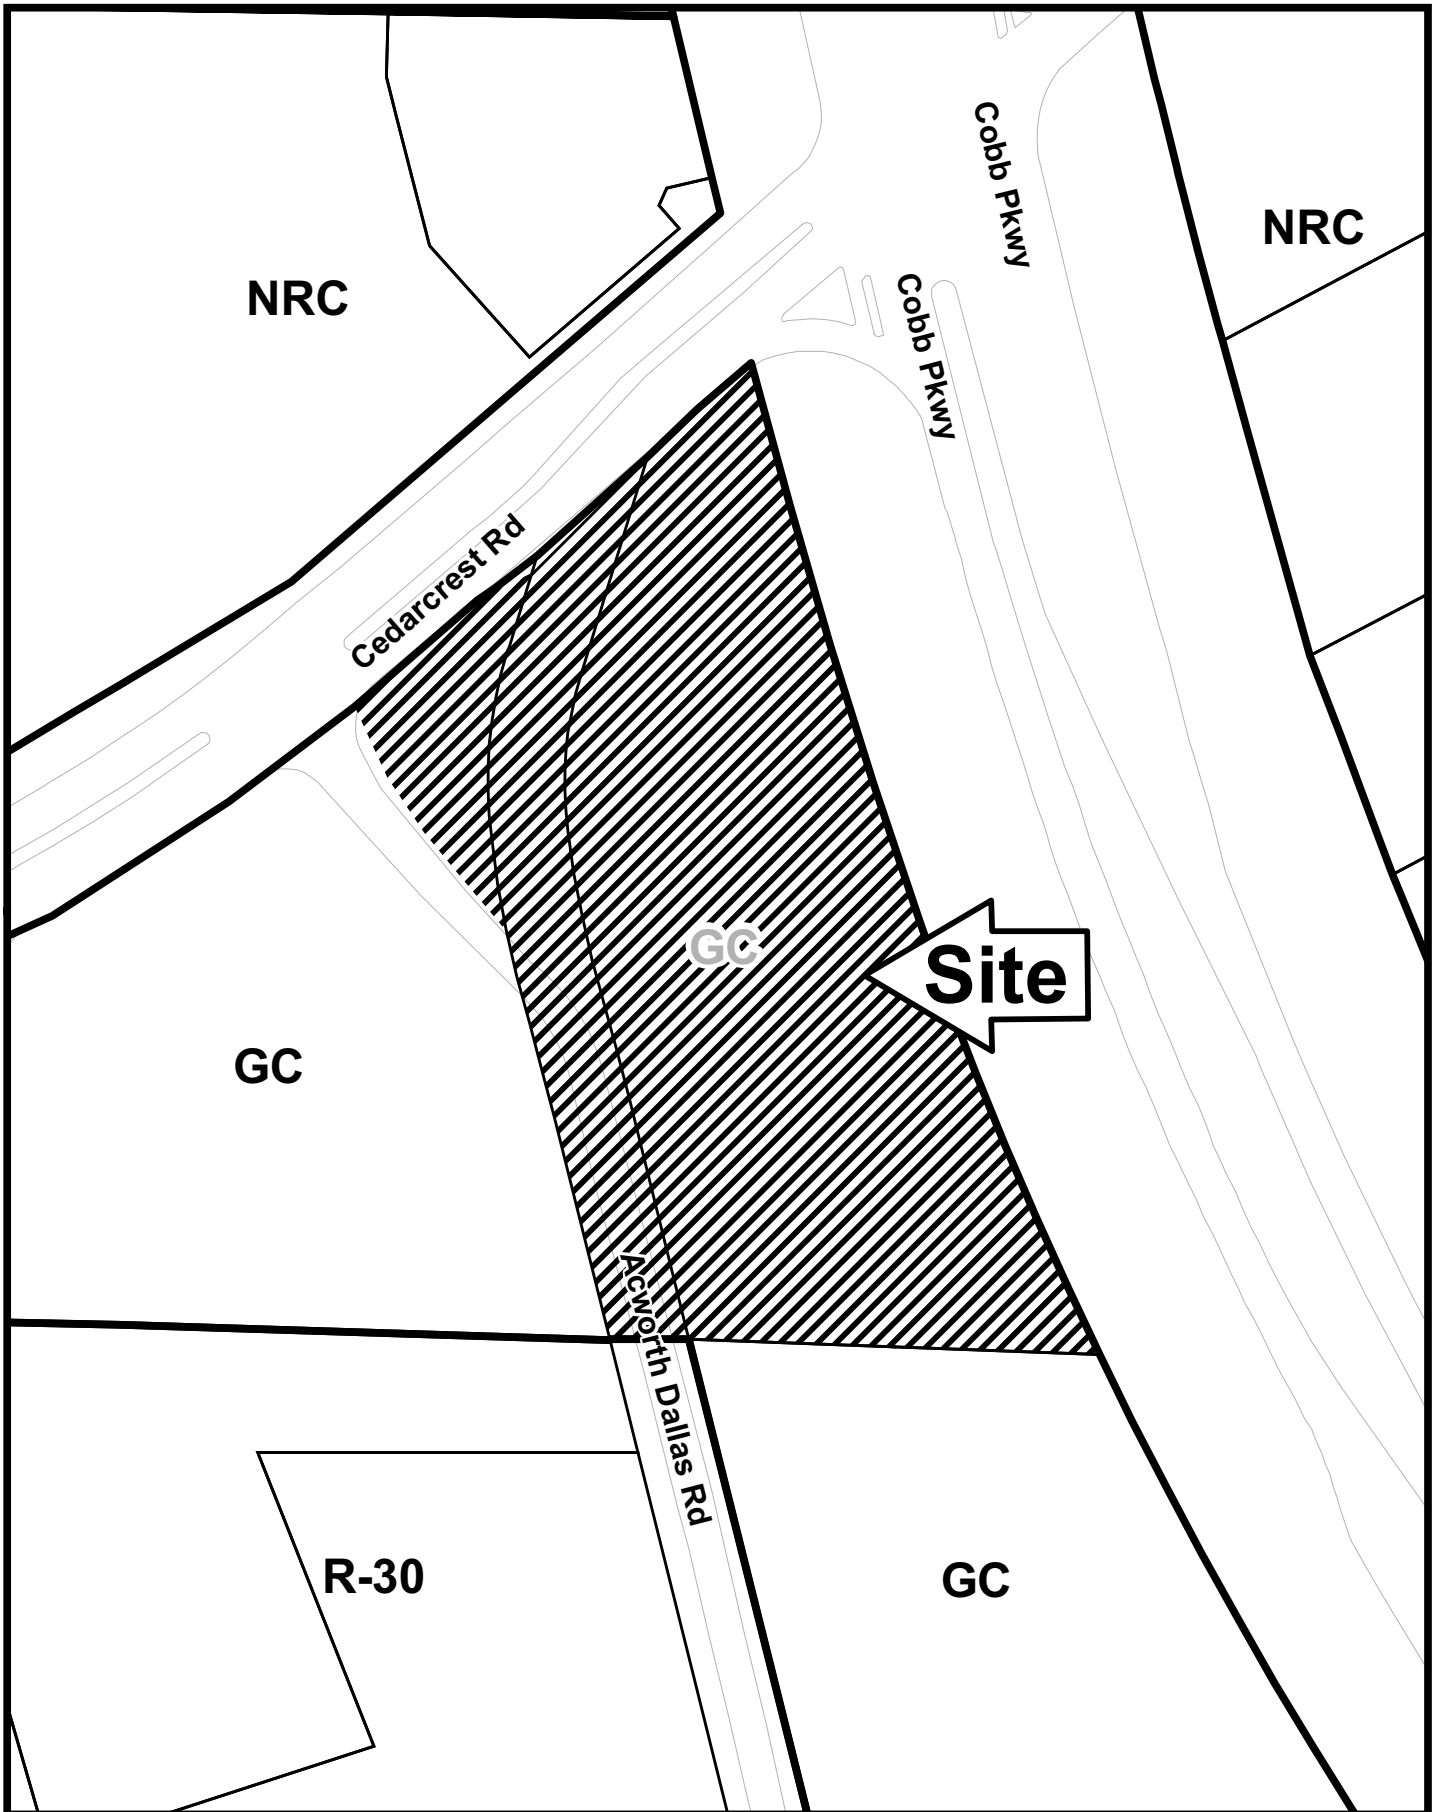 Cobb Pkwy
NRC
NRC
Cobb Pkwy
Cedarcrest Rd
GC
Site
GC
Acworth Dallas Rd
R-30
GC